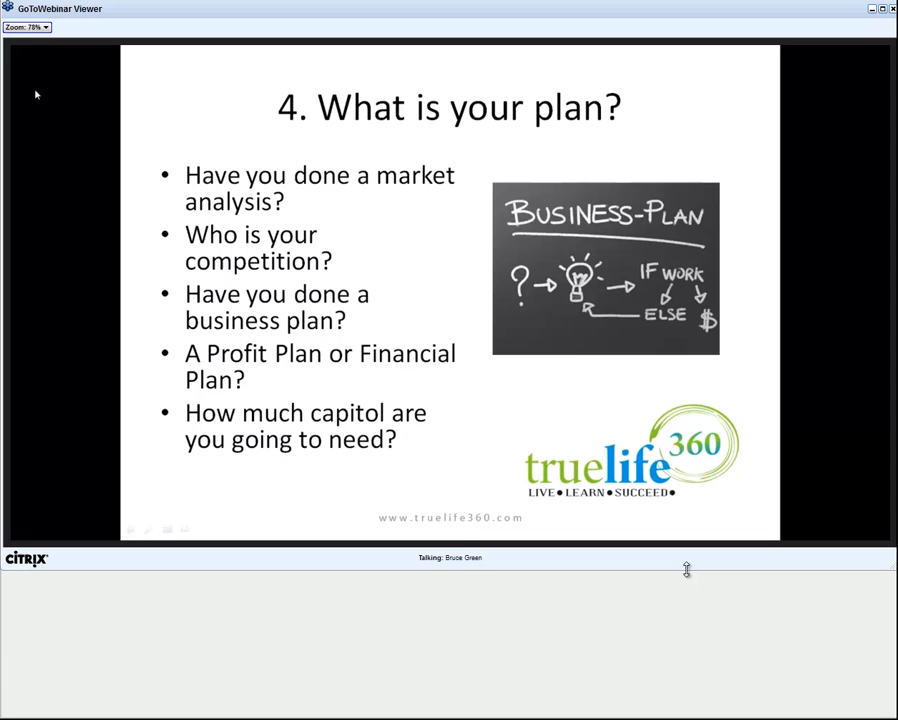 GoToWebinar Viewer
Zoom: 78%
4. What is your plan?
• Have you done a market
analysis?
• Who is your
competition?
• Have you done a
business plan?
• A Profit Plan or Financial
Plan?
• How much capitol are
you going to need?
BUSINESS-PLAN
? → → IF WORK
ELSE $
truelife 360
LIVE • LEARN • SUCCEED •
www.truelife360.com
CITRIX
Talking: Bruce Green